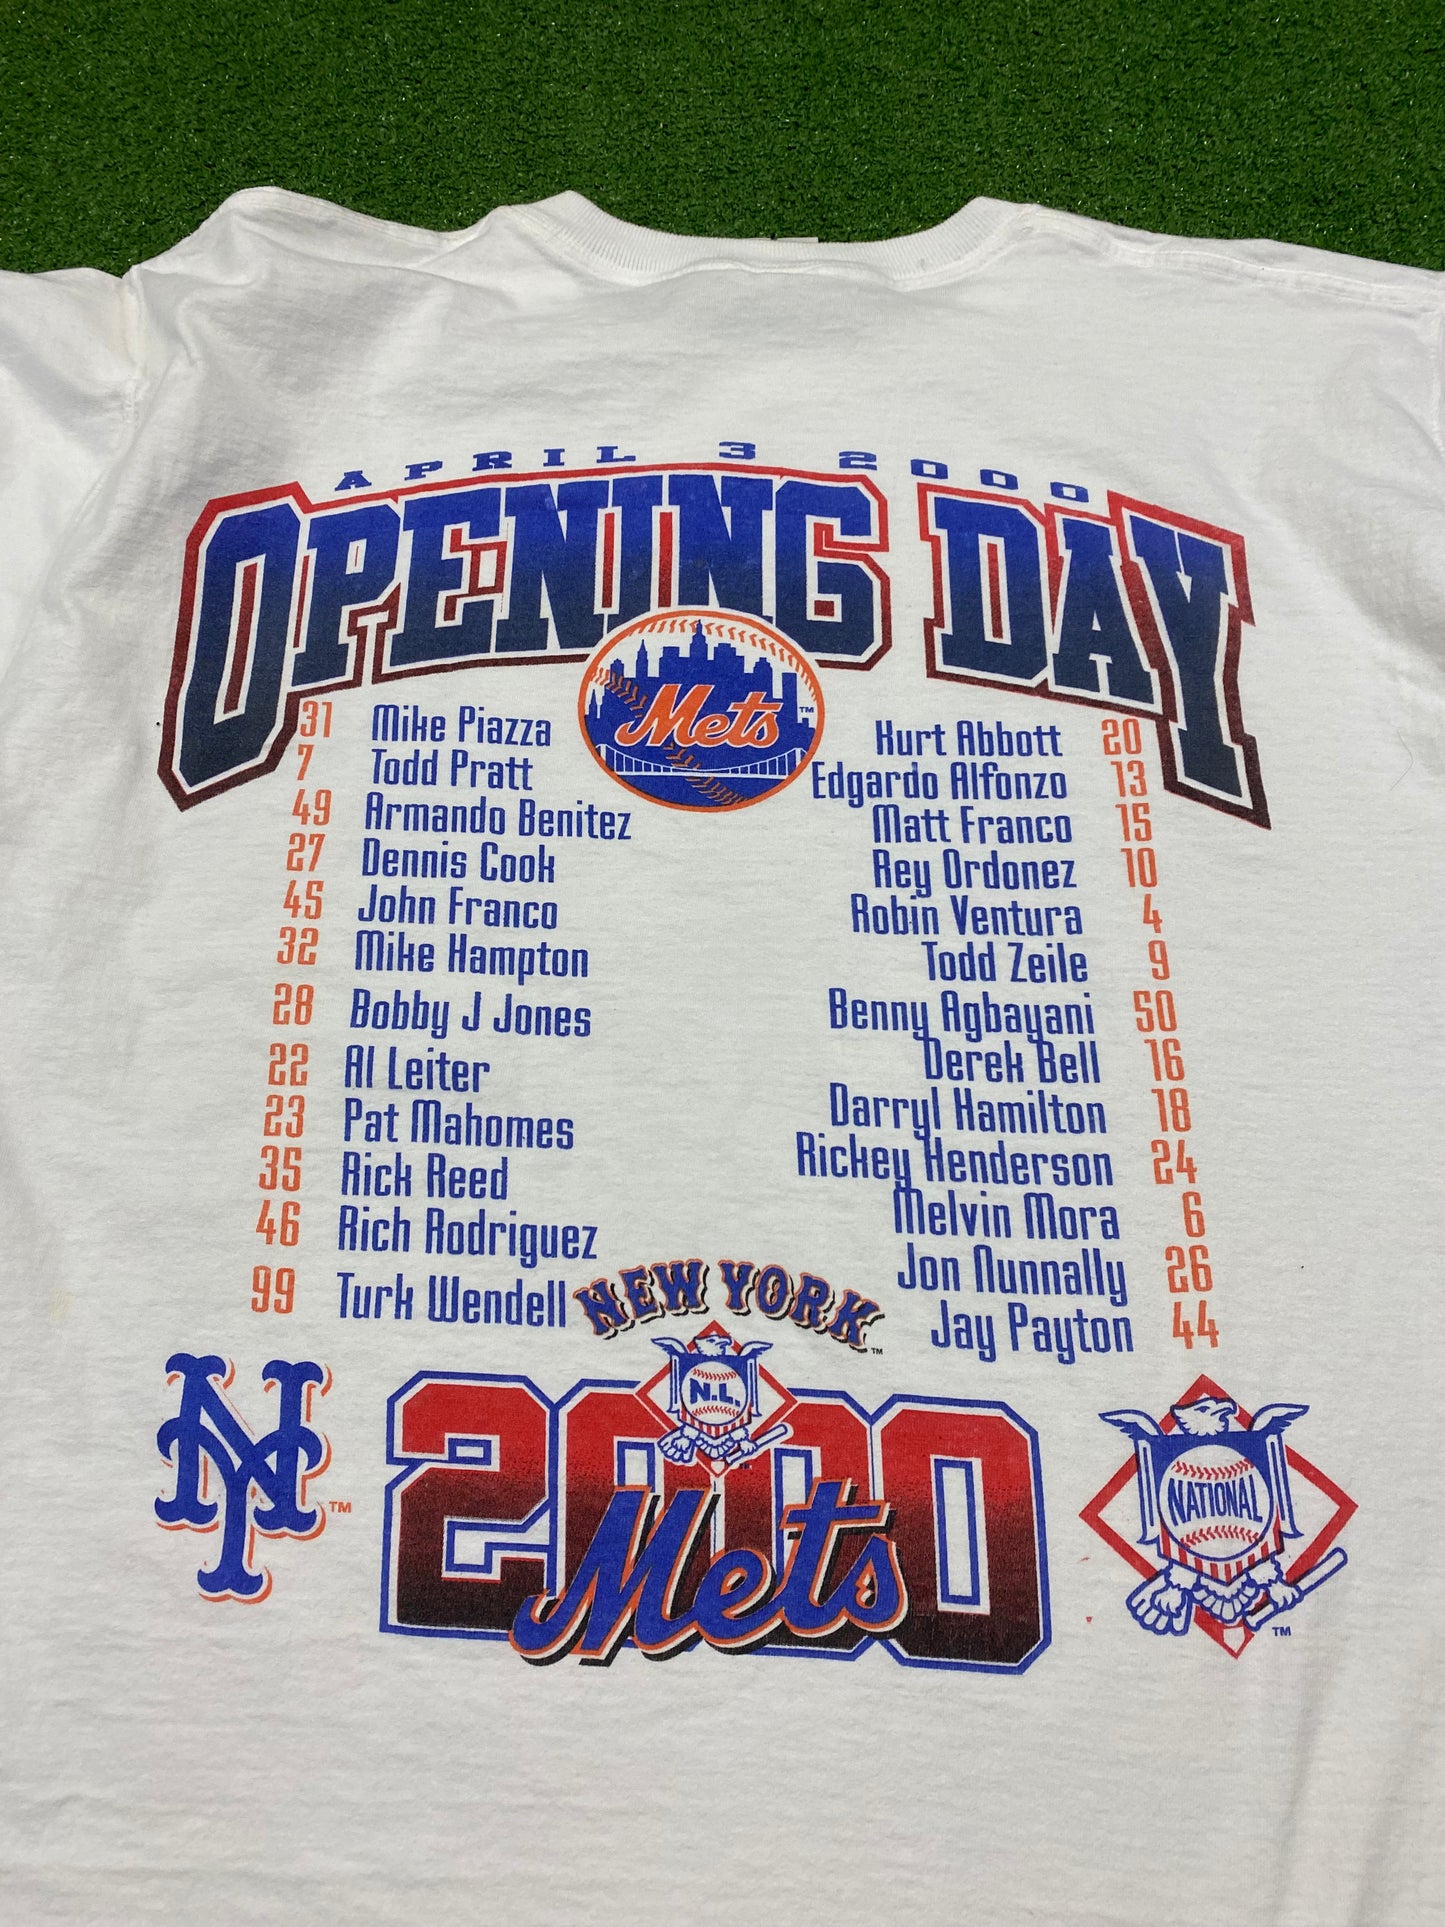 APRIL 3 2000
OPENING DAY
Mets TM
31 Mike Piazza
7 Todd Pratt
49 Armando Benitez
27 Dennis Cook
45 John Franco
32 Mike Hampton
28 Bobby J Jones
22 Al Leiter
23 Pat Mahomes
35 Rick Reed
46 Rich Rodriguez
99 Turk Wendell
Kurt Abbott 20
Edgardo Alfonzo 13
Matt Franco 15
Rey Ordonez 10
Robin Ventura 4
Todd Zeile 9
Benny Agbayani 50
Derek Bell 16
Darryl Hamilton 18
Rickey Henderson 24
Melvin Mora 6
Jon Nunnally 26
Jay Payton 44
NEW YORK TM
N.L.
2000
Mets
NY TM
NATIONAL
TM